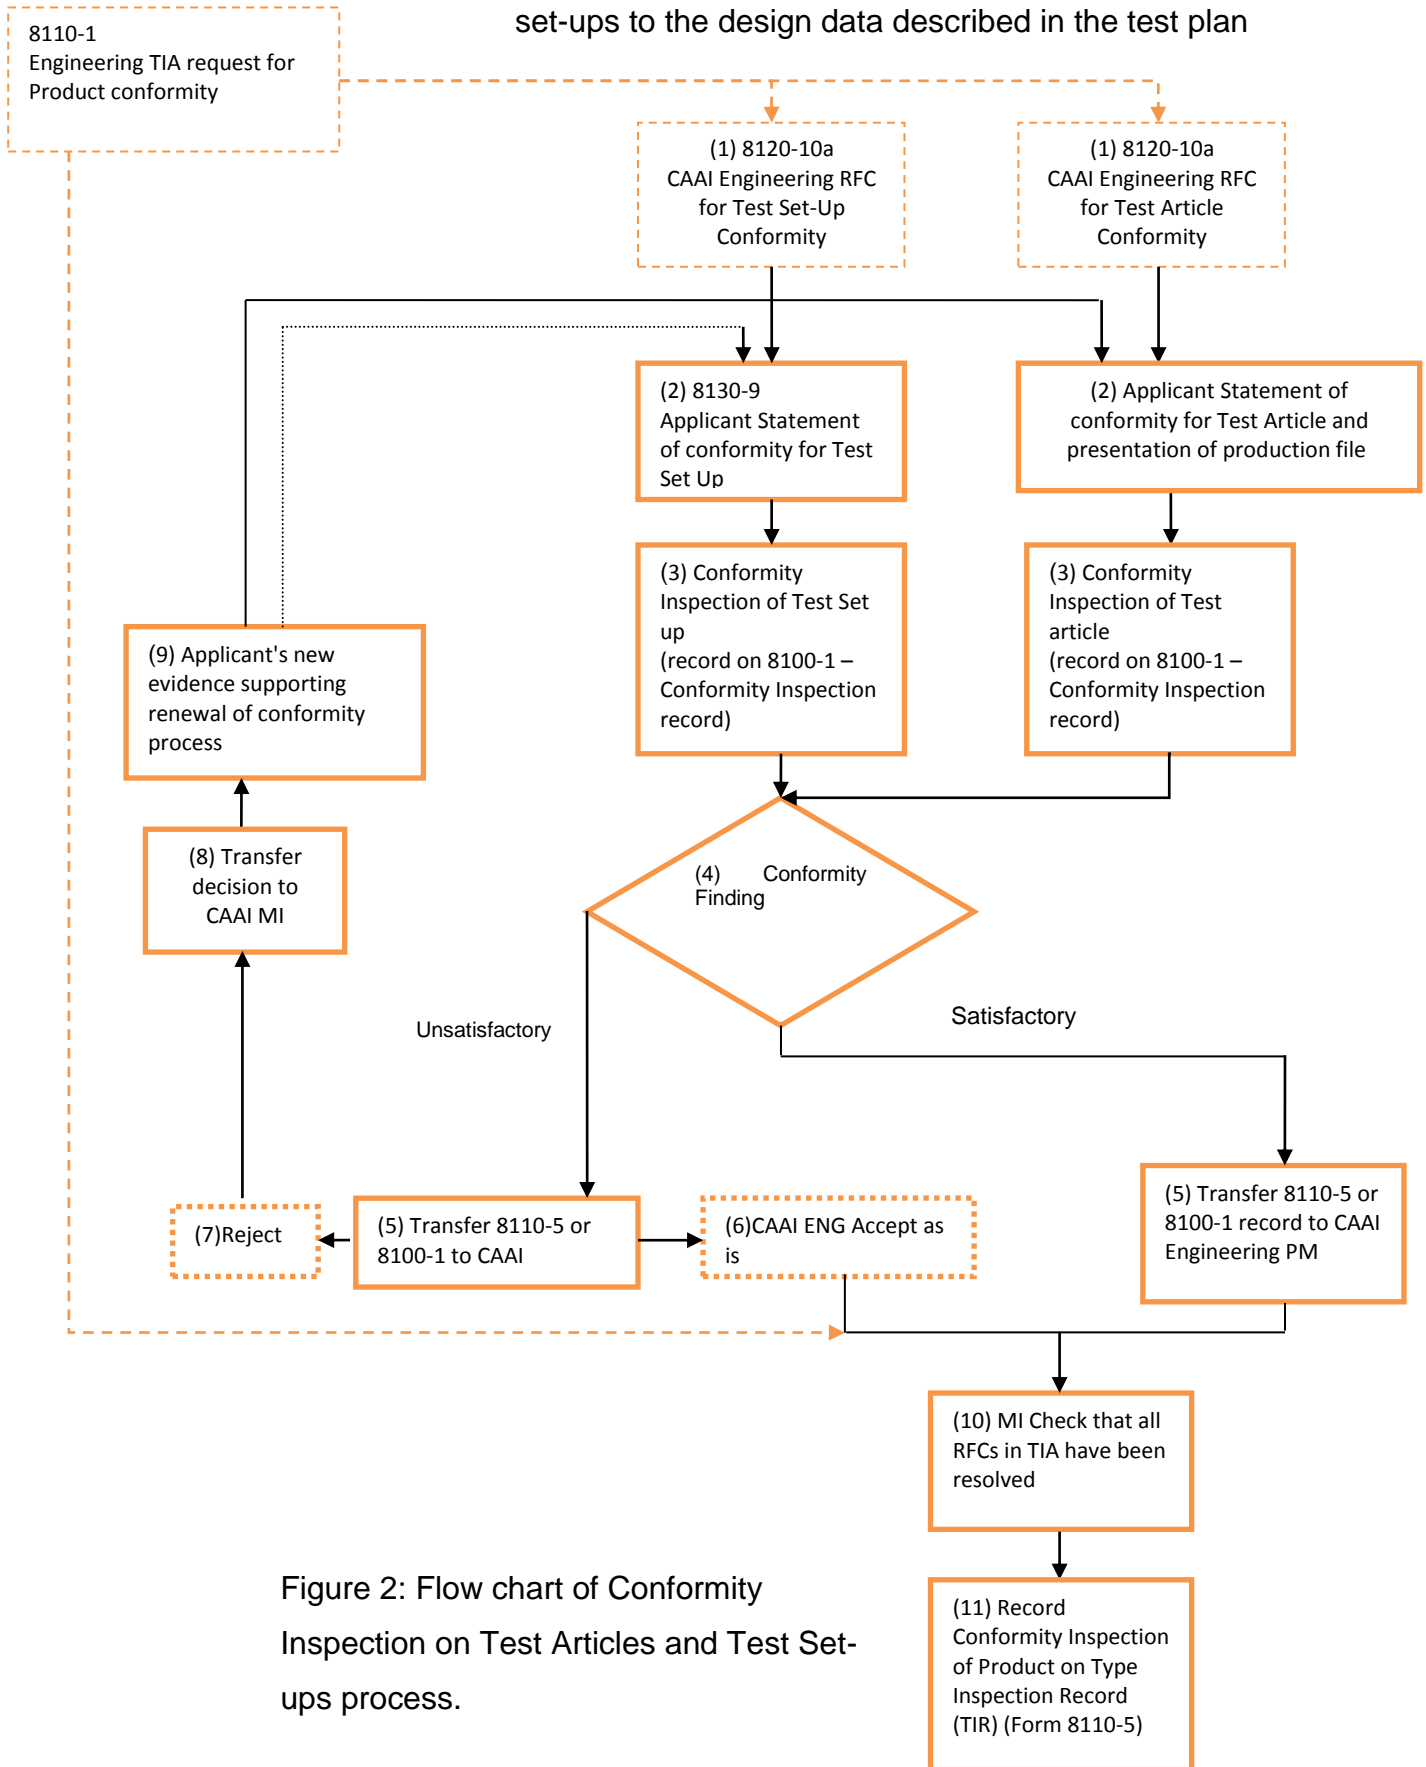 set-ups to the design data described in the test plan
8110-1
Engineering TIA request for
Product conformity
(1) 8120-10a
CAAI Engineering RFC
for Test Set-Up
Conformity
(1) 8120-10a
CAAI Engineering RFC
for Test Article
Conformity
(2) 8130-9
Applicant Statement
of conformity for Test
Set Up
(2) Applicant Statement of
conformity for Test Article and
presentation of production file
(3) Conformity
Inspection of Test Set
up
(record on 8100-1 –
Conformity Inspection
record)
(3) Conformity
Inspection of Test
article
(record on 8100-1 –
Conformity Inspection
record)
(9) Applicant's new
evidence supporting
renewal of conformity
process
(8) Transfer
decision to
CAAI MI
(4) Conformity
Finding
Unsatisfactory
Satisfactory
(7)Reject
(5) Transfer 8110-5 or
8100-1 to CAAI
(6)CAAI ENG Accept as
is
(5) Transfer 8110-5 or
8100-1 record to CAAI
Engineering PM
(10) MI Check that all
RFCs in TIA have been
resolved
(11) Record
Conformity Inspection
of Product on Type
Inspection Record
(TIR) (Form 8110-5)
Figure 2: Flow chart of Conformity
Inspection on Test Articles and Test Set-
ups process.